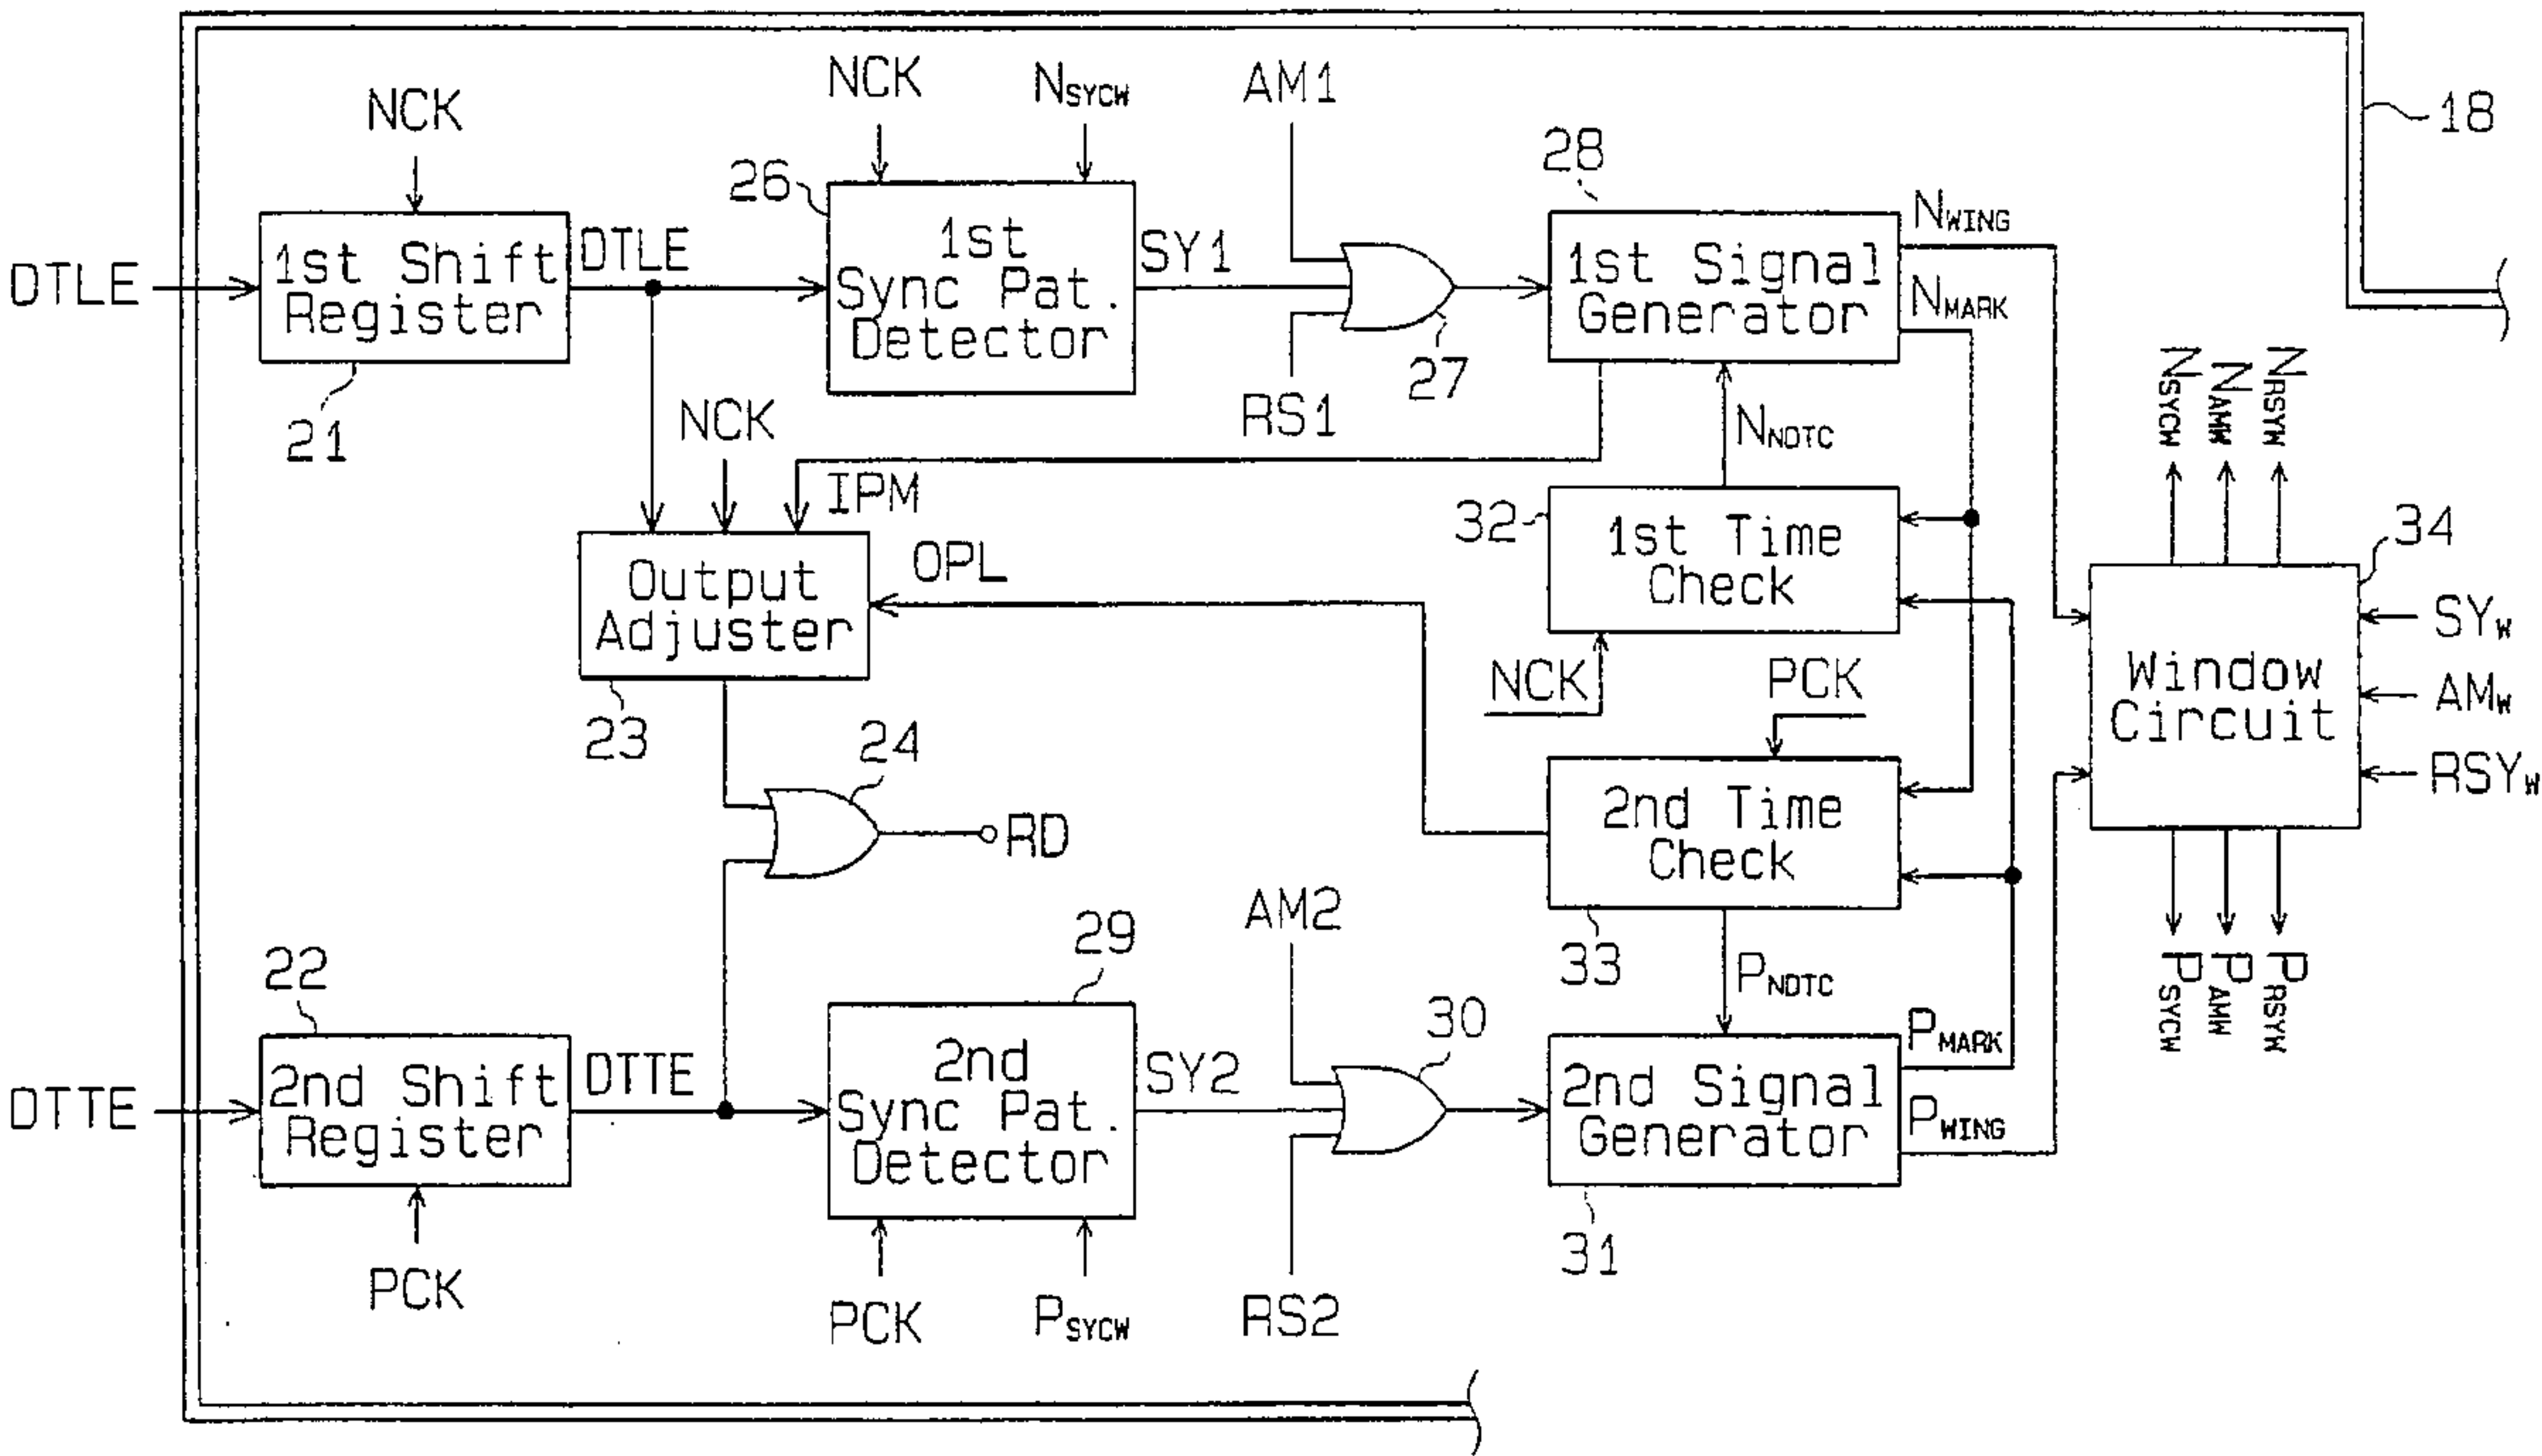 NCK
NSYCW
AM1
18
NCK
26
28
DTLE
1st Shift
Register
DTLE
1st
Sync Pat.
Detector
SY1
27
1st Signal
Generator
NWING
NMARK
21
NCK
RS1
NNDTC
IPM
NSYCW
NAMW
NRSYW
32
1st Time
Check
34
Output
Adjuster
OPL
SYW
AMW
RSYW
Window
Circuit
23
NCK
PCK
24
RD
2nd Time
Check
AM2
33
PNDTC
PSYCW
PAMW
PRSYW
22
29
30
DTTE
2nd Shift
Register
DTTE
2nd
Sync Pat.
Detector
SY2
2nd Signal
Generator
PMARK
PWING
31
PCK
PCK
PSYCW
RS2